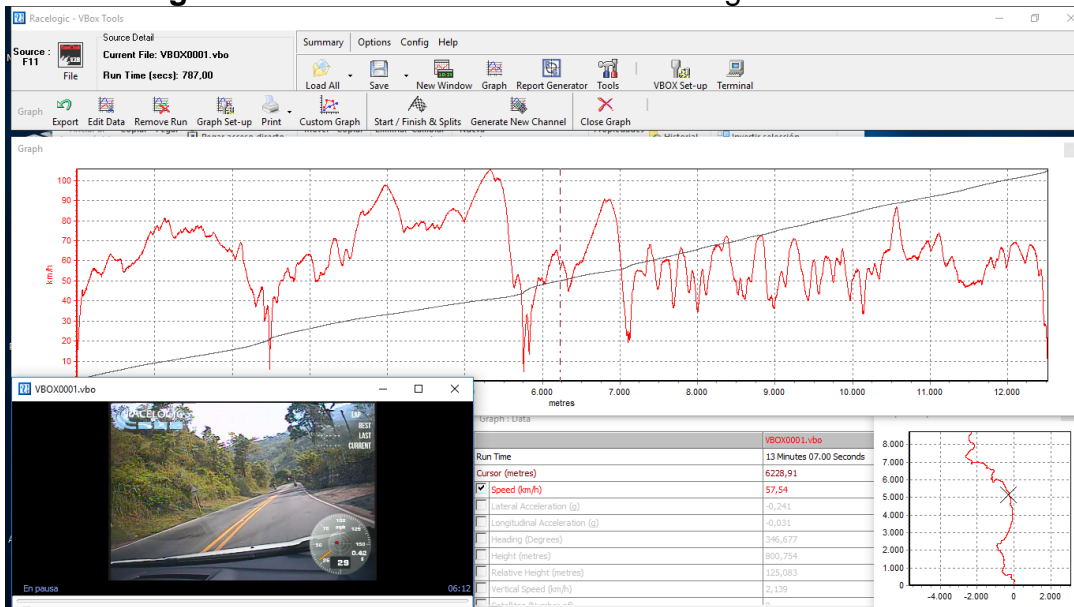 Racelogic - VBox Tools
Source : F11
File
Source Detail
Current File: VBOX0001.vbo
Run Time (secs): 787,00
Summary Options Config Help
Load All Save New Window Graph Report Generator Tools VBOX Set-up Terminal
Graph Export Edit Data Remove Run Graph Set-up Print Custom Graph Start / Finish & Splits Generate New Channel Close Graph
Graph
km/h
100
90
80
70
60
50
40
30
20
10
6.000 7.000 8.000 9.000 10.000 11.000 12.000
metres
VBOX0001.vbo
RACELOGIC
LAP
BEST
LAST
CURRENT
mph
29
0.42
En pausa 06:12
Graph : Data
VBOX0001.vbo
Run Time 13 Minutes 07.00 Seconds
Cursor (metres) 6228,91
Speed (km/h) 57,54
Lateral Acceleration (g) -0,241
Longitudinal Acceleration (g) -0,031
Heading (Degrees) 346,677
Height (metres) 800,754
Relative Height (metres) 125,083
Vertical Speed (km/h) 2,139
8.000
7.000
6.000
5.000
4.000
3.000
2.000
1.000
0
-4.000 -2.000 0 2.000